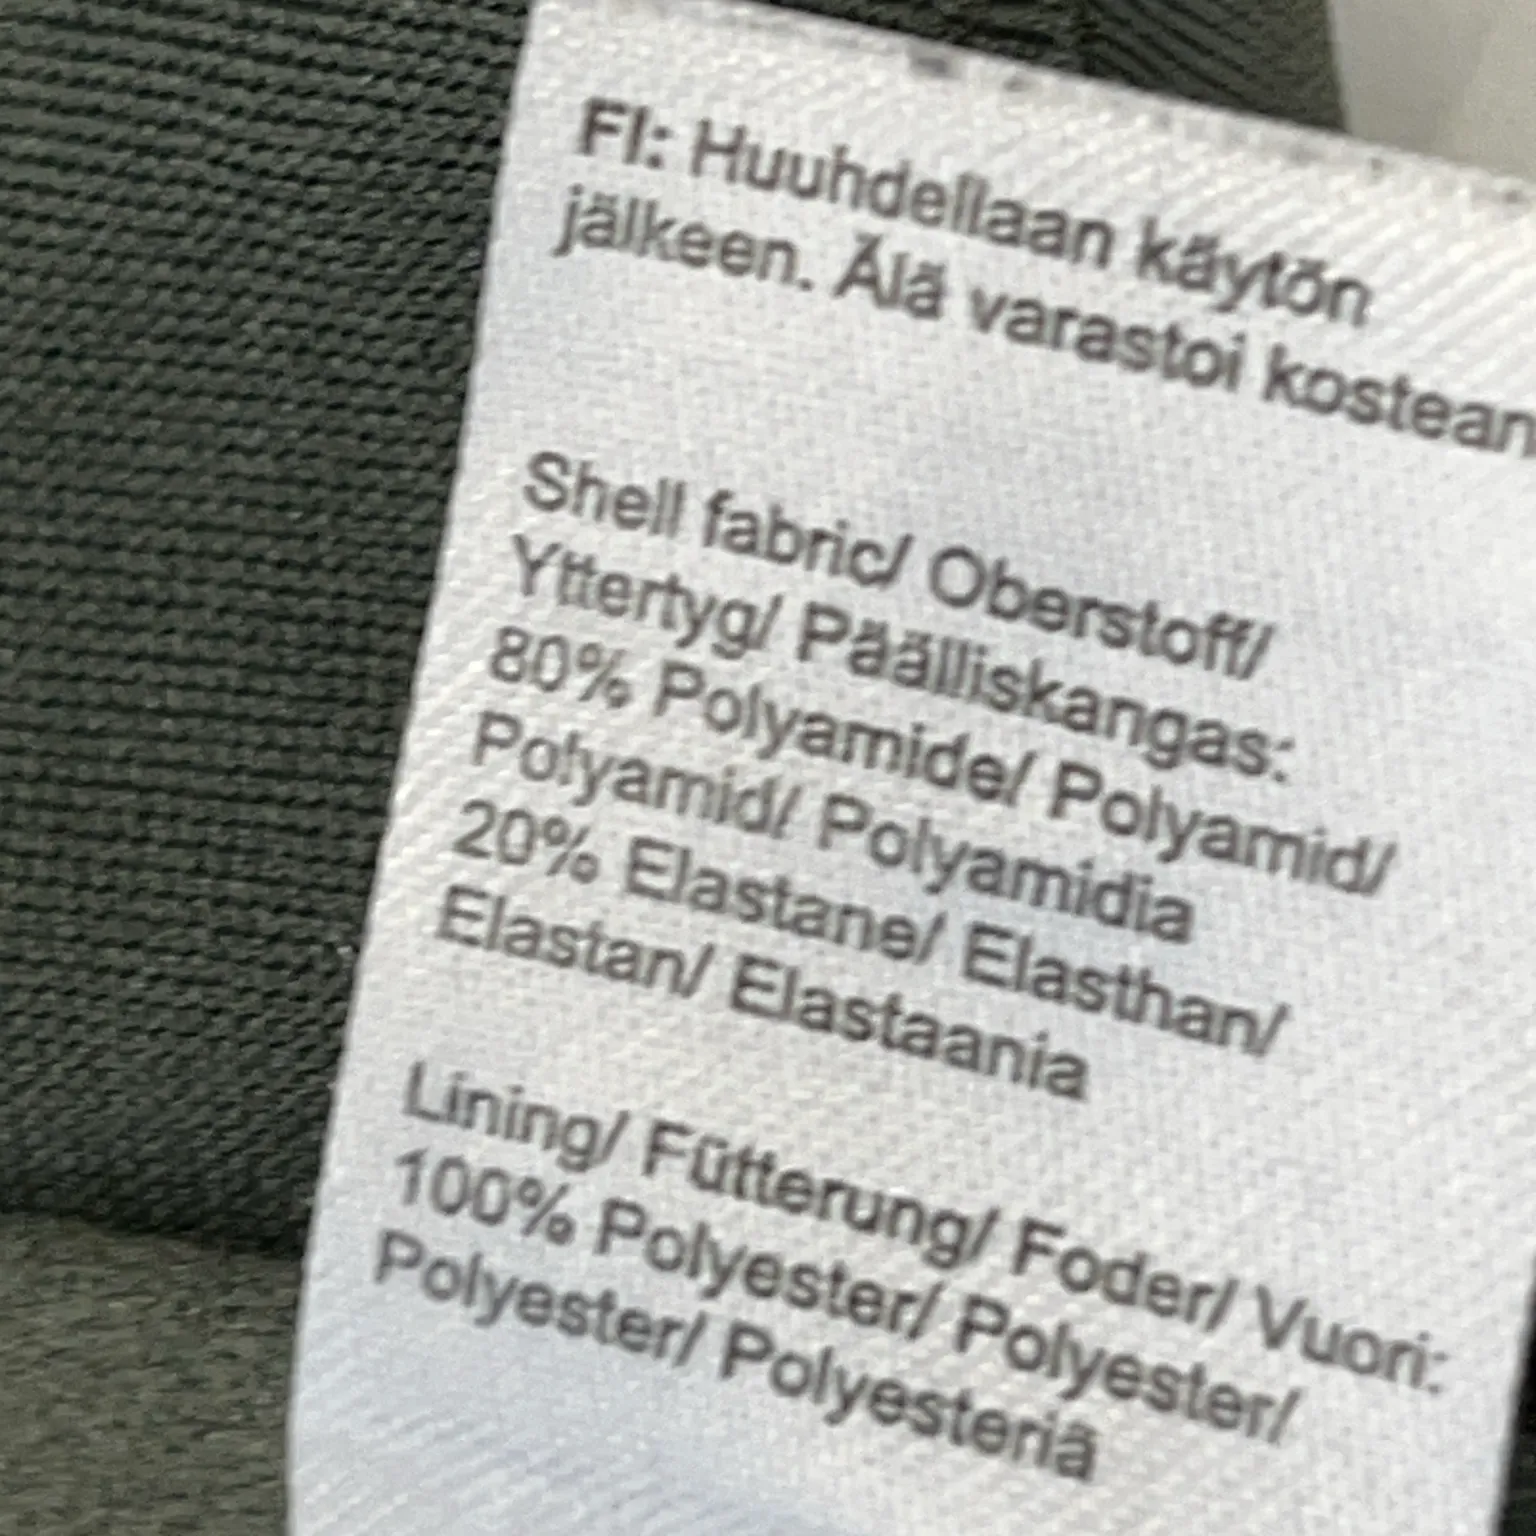 FI: Huuhdellaan käytön
jälkeen. Älä varastoi kostean
Shell fabric/ Oberstoff/
Yttertyg/ Päälliskangas:
80% Polyamide/ Polyamid/
Polyamid/ Polyamidia
20% Elastane/ Elasthan/
Elastan/ Elastaania
Lining/ Fütterung/ Foder/ Vuori:
100% Polyester/ Polyester/
Polyester/ Polyesteriä